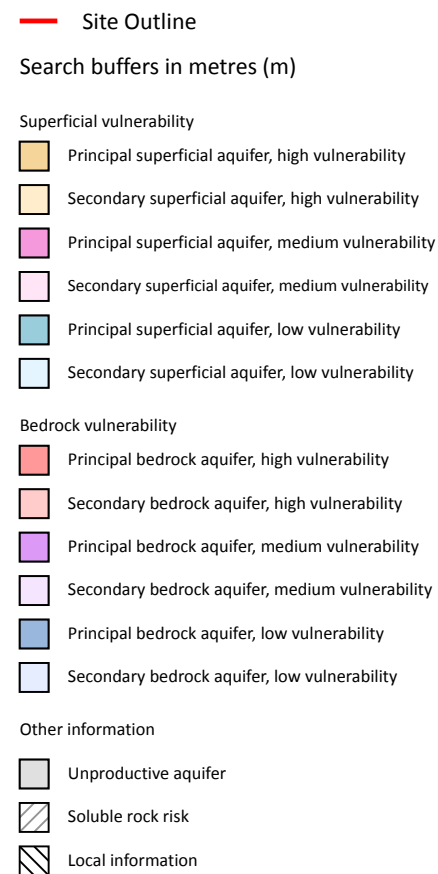 Site Outline
Search buffers in metres (m)
Superficial vulnerability
Principal superficial aquifer, high vulnerability
Secondary superficial aquifer, high vulnerability
Principal superficial aquifer, medium vulnerability
Secondary superficial aquifer, medium vulnerability
Principal superficial aquifer, low vulnerability
Secondary superficial aquifer, low vulnerability
Bedrock vulnerability
Principal bedrock aquifer, high vulnerability
Secondary bedrock aquifer, high vulnerability
Principal bedrock aquifer, medium vulnerability
Secondary bedrock aquifer, medium vulnerability
Principal bedrock aquifer, low vulnerability
Secondary bedrock aquifer, low vulnerability
Other information
Unproductive aquifer
Soluble rock risk
Local information